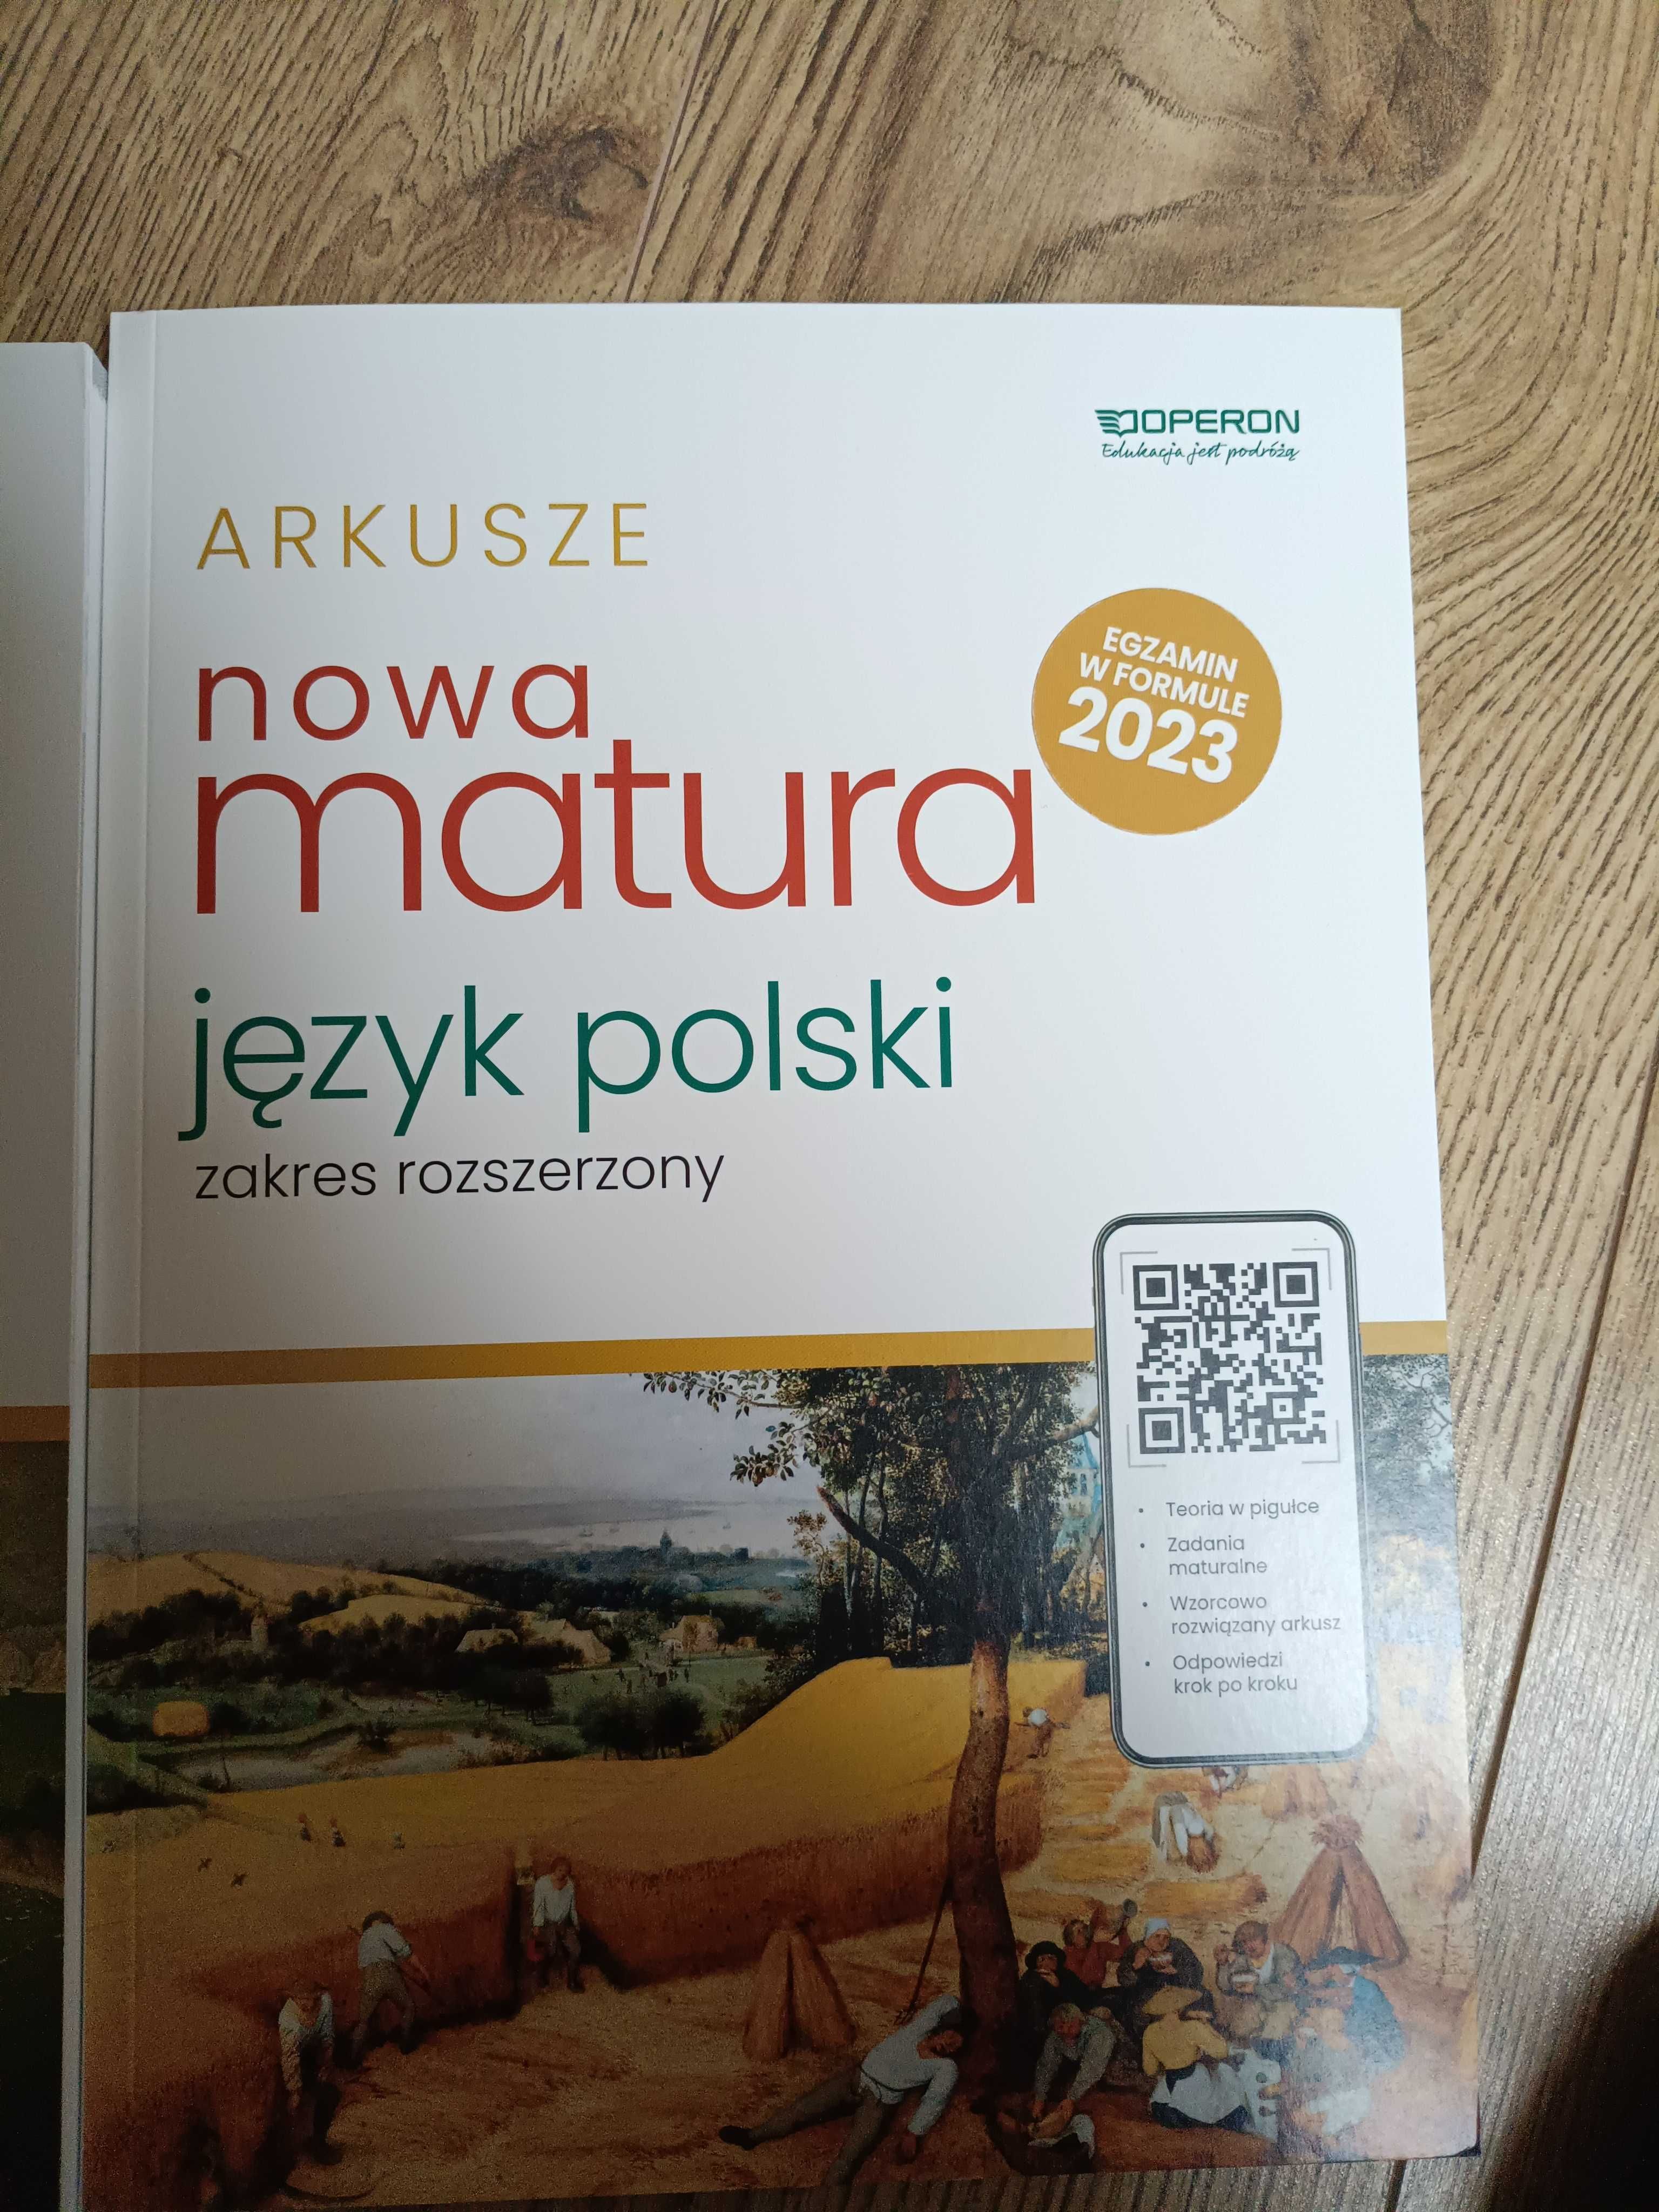 OPERON
Edukacja jest podróżą
ARKUSZE
nowa
matura
EGZAMIN
W FORMULE
2023
język polski
zakres rozszerzony
• Teoria w pigułce
• Zadania
maturalne
• Wzorcowo
rozwiązany arkusz
• Odpowiedzi
krok po kroku